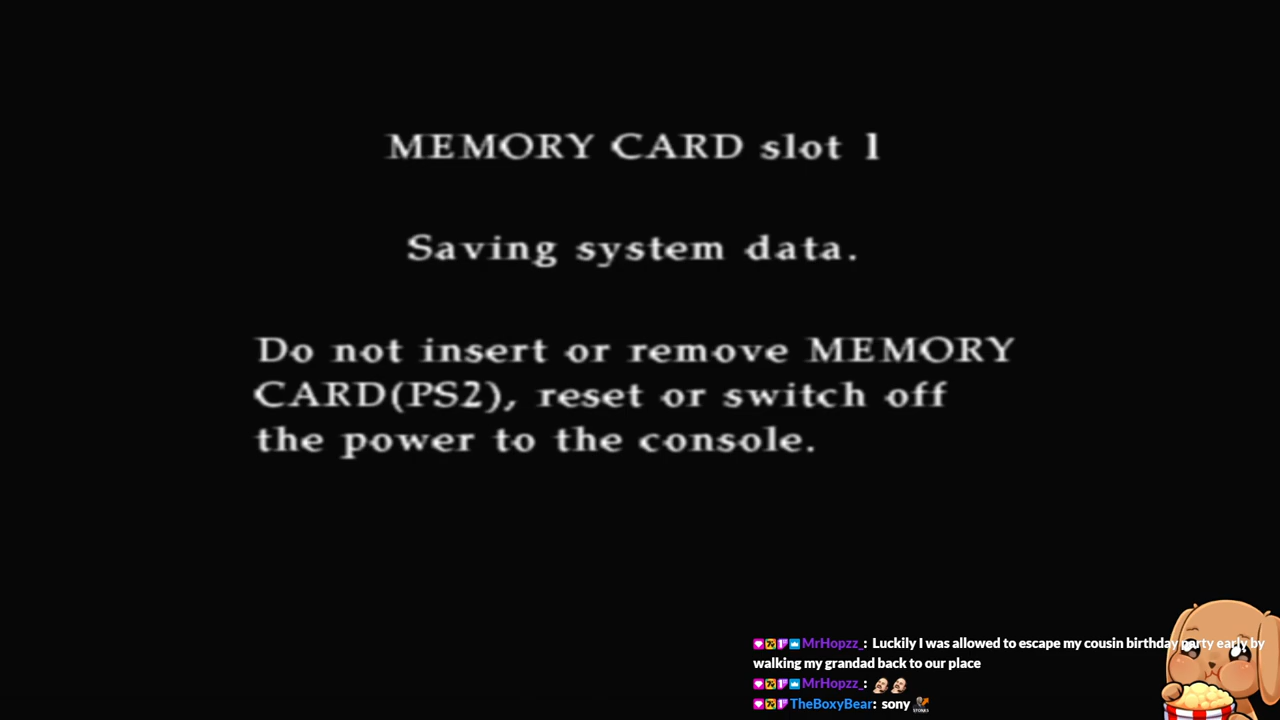 MEMORY CARD slot 1
Saving system data.
Do not insert or remove MEMORY
CARD(PS2), reset or switch off
the power to the console.
MrHopzz_: Luckily I was allowed to escape my cousin birthday party early by
walking my grandad back to our place
MrHopzz_:
TheBoxyBear: sony